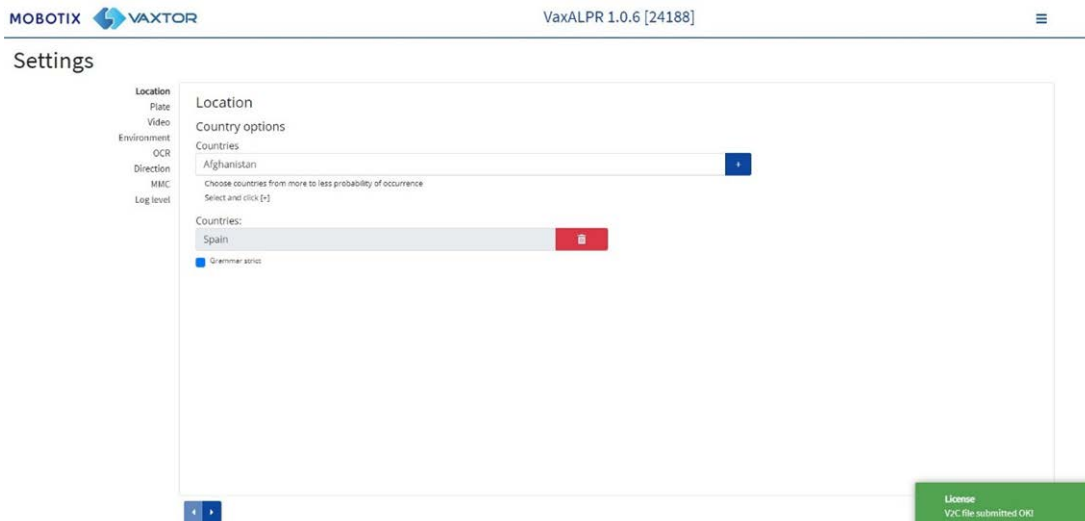 MOBOTIX VAXTOR
VaxALPR 1.0.6 [24188]
Settings
Location
Plate
Video
Environment
OCR
Direction
MMC
Log level
Location
Country options
Countries
Afghanistan
+
Choose countries from more to less probability of occurrence
Select and click [+]
Countries:
Spain
Grammar strict
License
V2C file submitted OK!